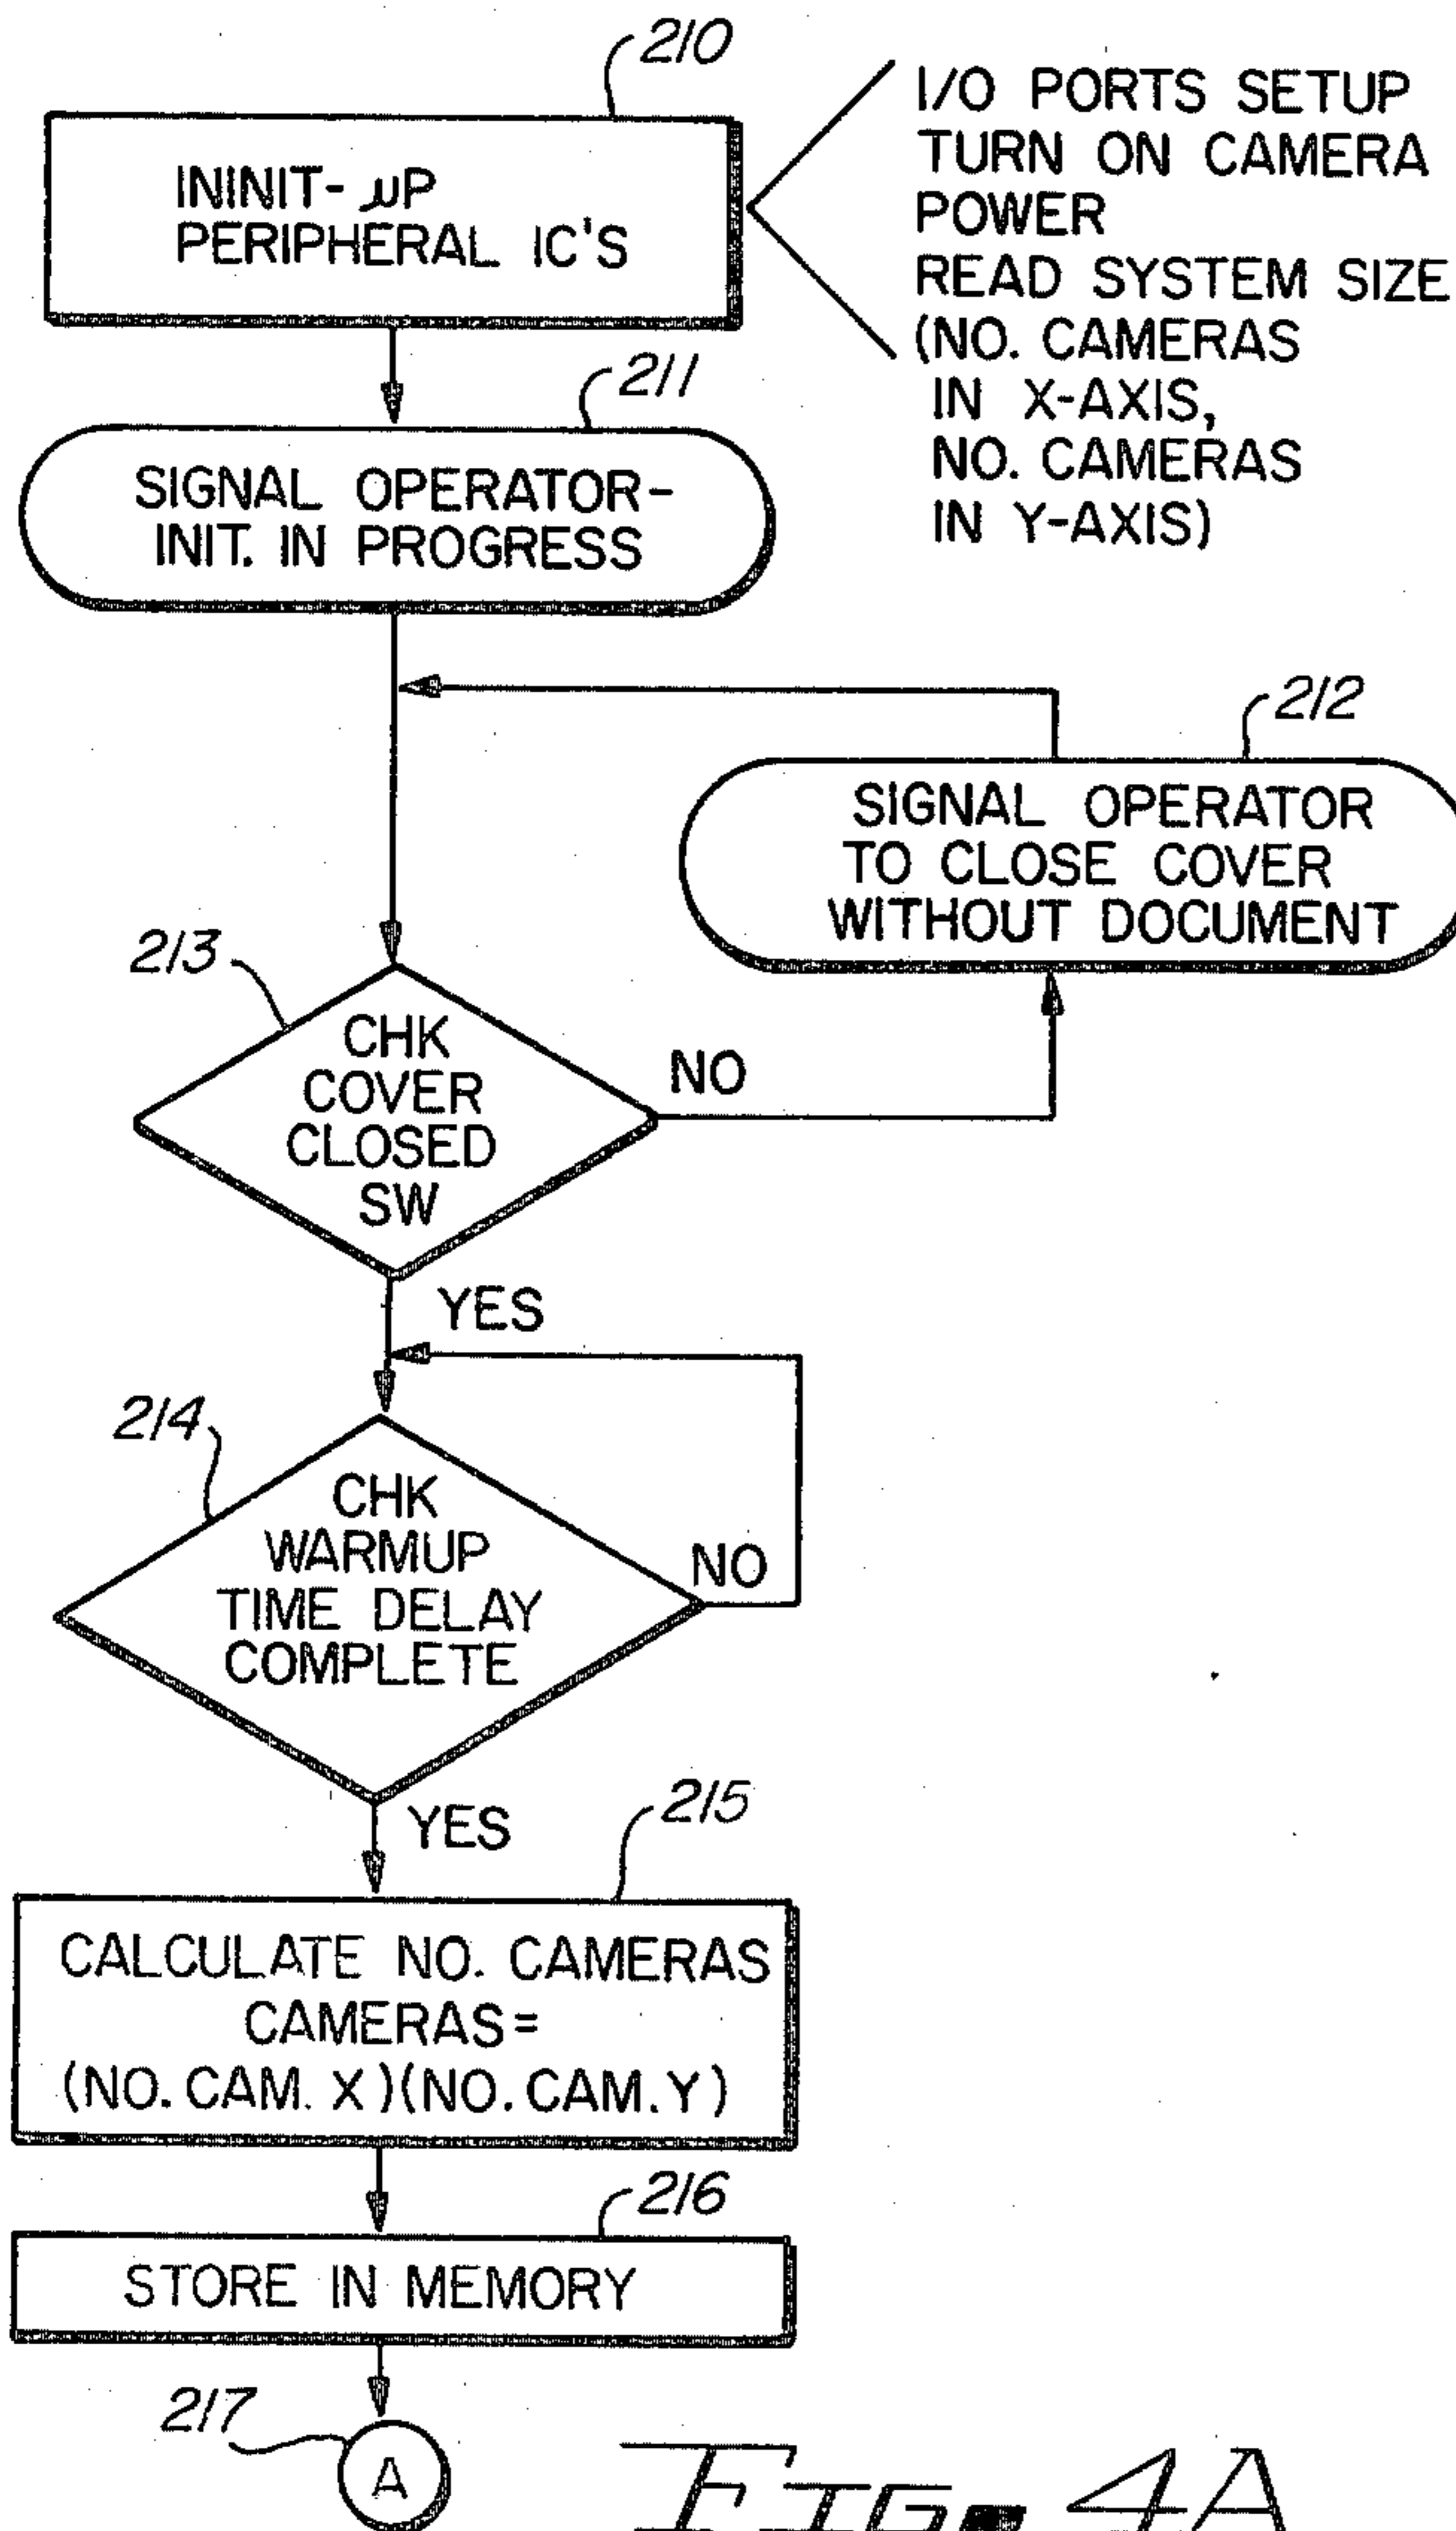 210
ININIT-μP
PERIPHERAL IC'S
I/O PORTS SETUP
TURN ON CAMERA
POWER
READ SYSTEM SIZE
(NO. CAMERAS
IN X-AXIS,
NO. CAMERAS
IN Y-AXIS)
211
SIGNAL OPERATOR-
INIT. IN PROGRESS
212
SIGNAL OPERATOR
TO CLOSE COVER
WITHOUT DOCUMENT
213
CHK
COVER
CLOSED
SW
NO
YES
214
CHK
WARMUP
TIME DELAY
COMPLETE
NO
YES
215
CALCULATE NO. CAMERAS
CAMERAS=
(NO. CAM. X)(NO. CAM. Y)
216
STORE IN MEMORY
217
A
FIG. 4A